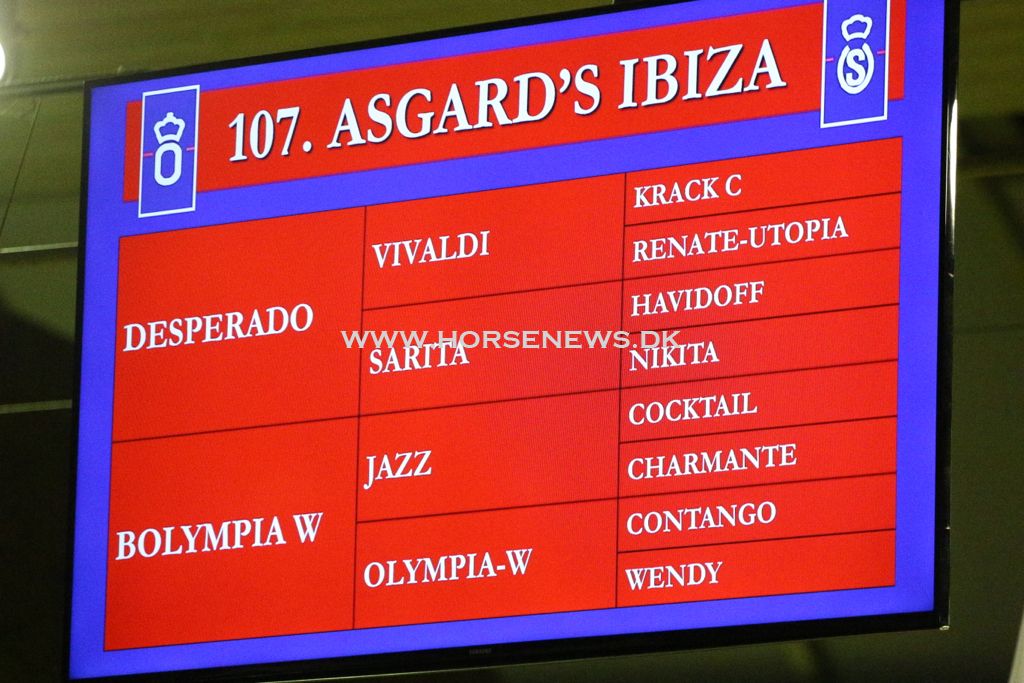 107. ASGARD'S IBIZA
O
S
DESPERADO
BOLYMPIA W
VIVALDI
SARITA
JAZZ
OLYMPIA-W
KRACK C
RENATE-UTOPIA
HAVIDOFF
NIKITA
COCKTAIL
CHARMANTE
CONTANGO
WENDY
WWW.HORSENEWS.DK
SAMSUNG